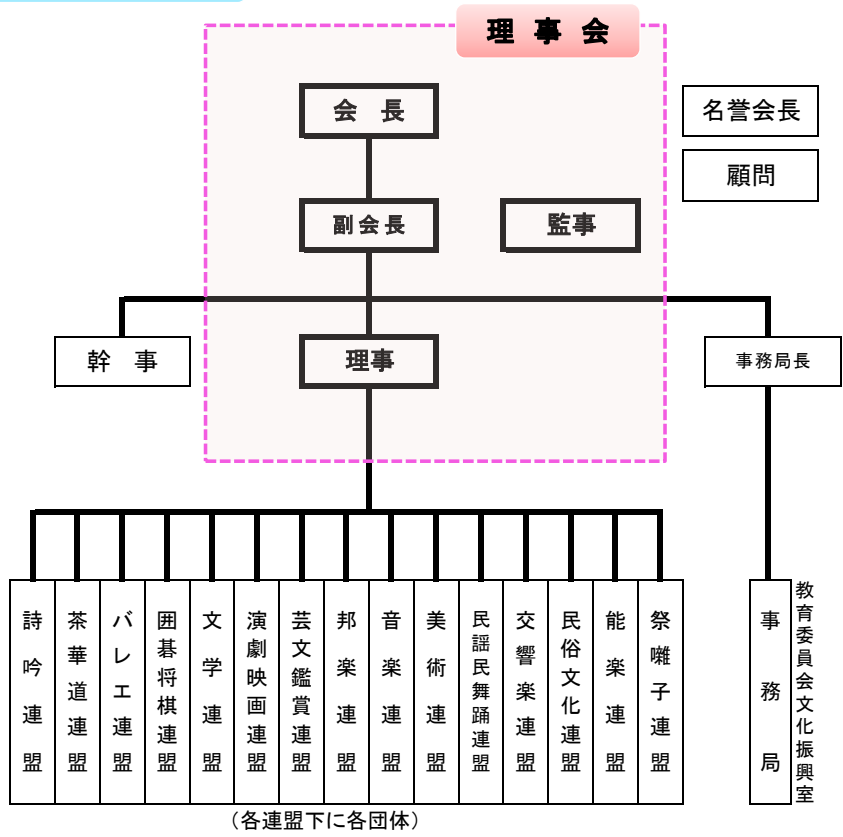 理事会
会長
名誉会長
顧問
副会長
監事
幹事
理事
事務局長
詩吟連盟
茶華道連盟
バレエ連盟
囲碁将棋連盟
文学連盟
演劇映画連盟
芸文鑑賞連盟
邦楽連盟
音楽連盟
美術連盟
民謡民舞踊連盟
交響楽連盟
民俗文化連盟
能楽連盟
祭囃子連盟
事務局
教育委員会文化振興室
（各連盟下に各団体）